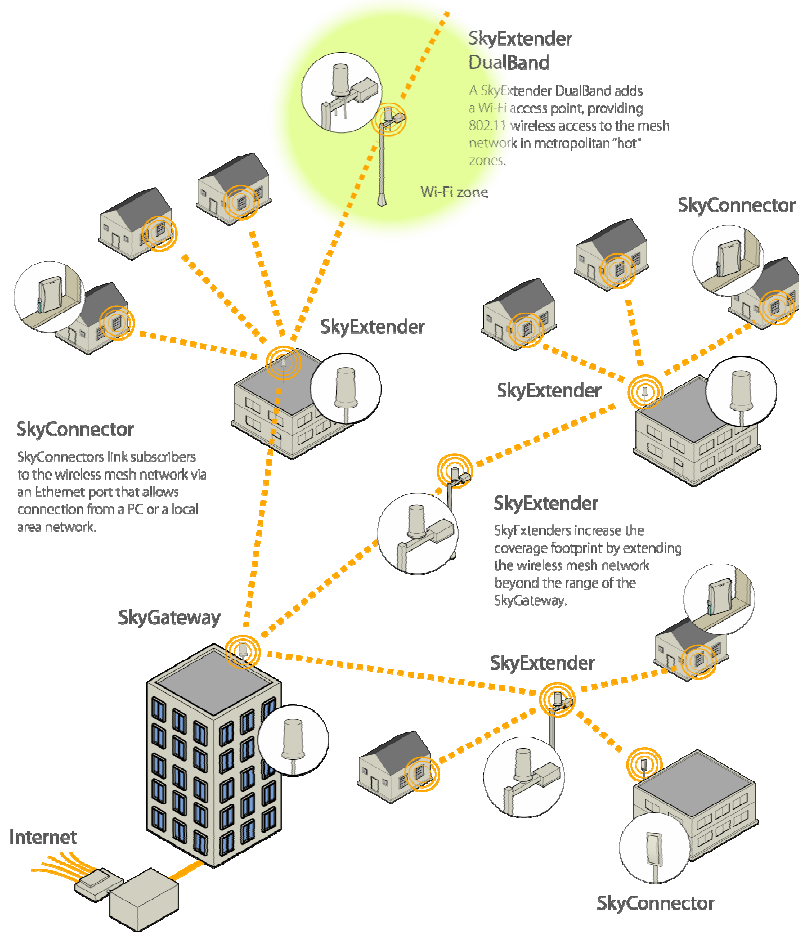 SkyExtender
DualBand
A SkyExtender DualBand adds
a Wi-Fi access point, providing
802.11 wireless access to the mesh
network in metropolitan "hot"
zones.
Wi-Fi zone
SkyConnector
SkyExtender
SkyExtender
SkyConnector
SkyConnectors link subscribers
to the wireless mesh network via
an Ethernet port that allows
connection from a PC or a local
area network.
SkyExtender
SkyExtenders increase the
coverage footprint by extending
the wireless mesh network
beyond the range of the
SkyGateway.
SkyGateway
SkyExtender
Internet
SkyConnector